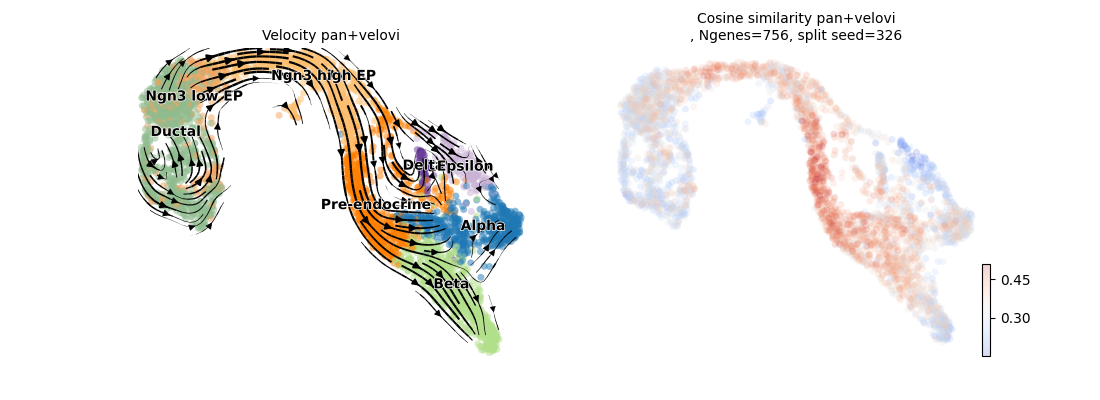 Velocity pan+velovi
Cosine similarity pan+velovi
, Ngenes=756, split seed=326
Ngn3 high EP
Ngn3 low EP
Ductal
Delt
Epsilon
Pre-endocrine
Alpha
Beta
0.45
0.30